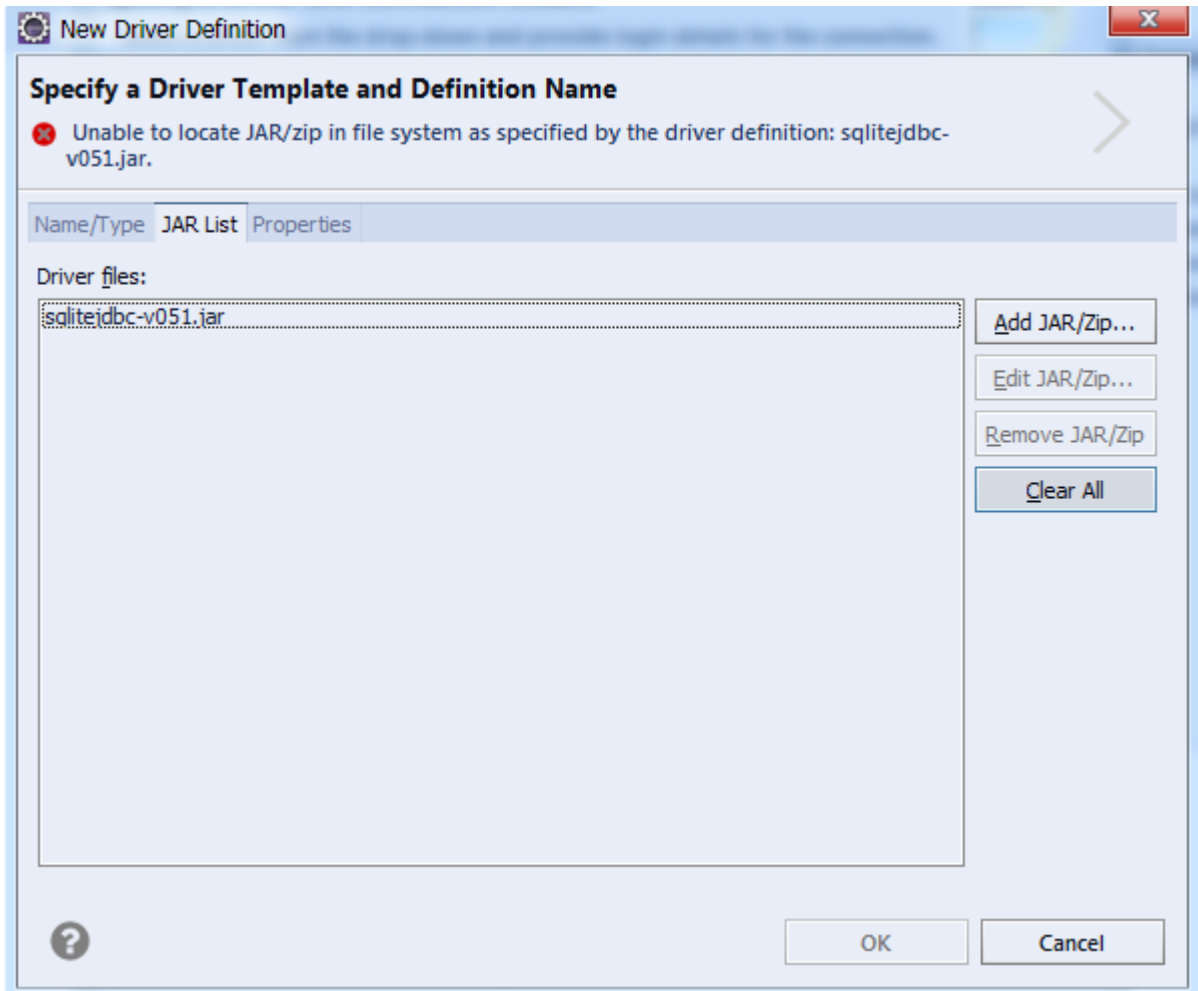 New Driver Definition
Specify a Driver Template and Definition Name
Unable to locate JAR/zip in file system as specified by the driver definition: sqlitejdbc-
v051.jar.
Name/Type JAR List Properties
Driver files:
sqlitejdbc-v051.jar
Add JAR/Zip...
Edit JAR/Zip...
Remove JAR/Zip
Clear All
OK Cancel